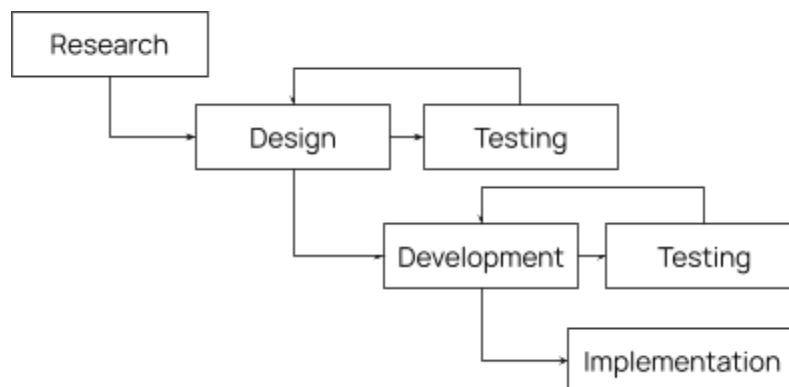 Research
Design
Testing
Development
Testing
Implementation